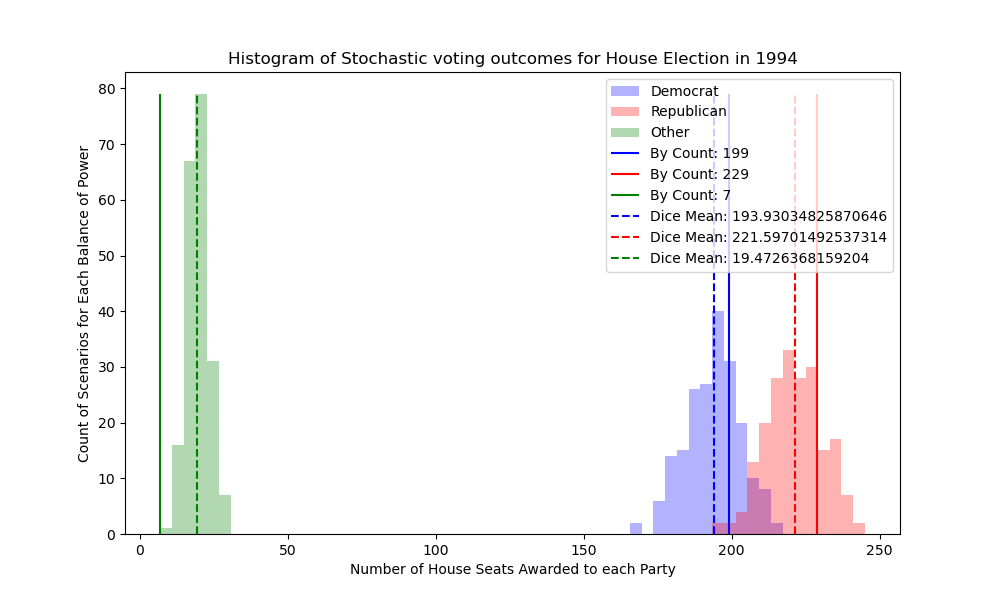 Histogram of Stochastic voting outcomes for House Election in 1994
Count of Scenarios for Each Balance of Power
80
70
60
50
40
30
20
10
0
Democrat
Republican
Other
By Count: 199
By Count: 229
By Count: 7
Dice Mean: 193.93034825870646
Dice Mean: 221.59701492537314
Dice Mean: 19.4726368159204
0 50 100 150 200 250
Number of House Seats Awarded to each Party